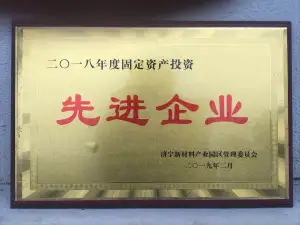 二〇一八年度固定资产投资
先进企业
济宁新材料产业园区管理委员会
二〇一九年二月